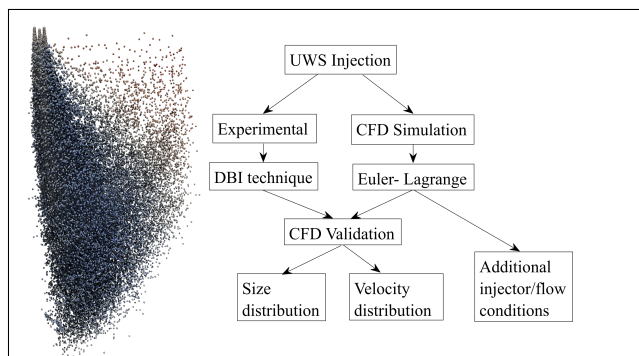 UWS Injection
Experimental
CFD Simulation
DBI technique
Euler- Lagrange
CFD Validation
Size
distribution
Velocity
distribution
Additional
injector/flow
conditions